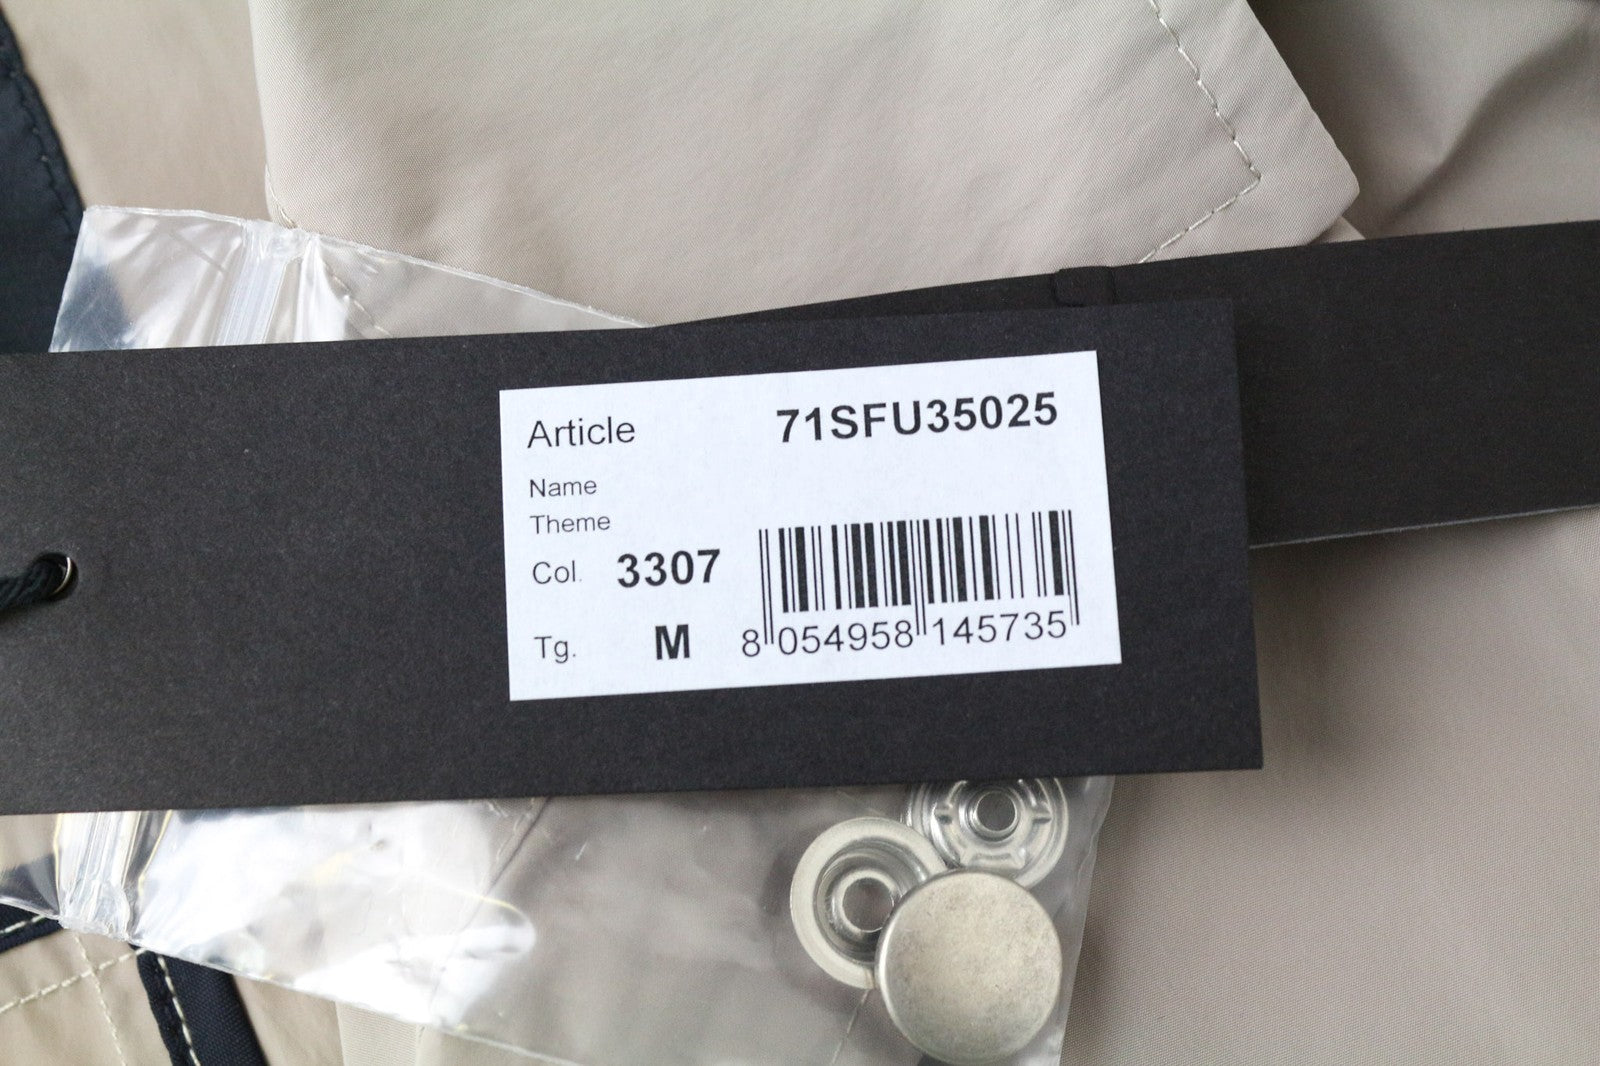 Article 71SFU35025
Name
Theme
Col. 3307
Tg. M
8 054958 145735